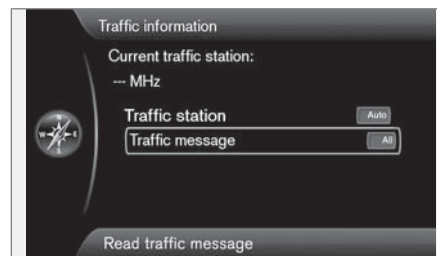 Traffic information
Current traffic station:
--- MHz
Traffic station Auto
Traffic message All
N
W E
S
Read traffic message